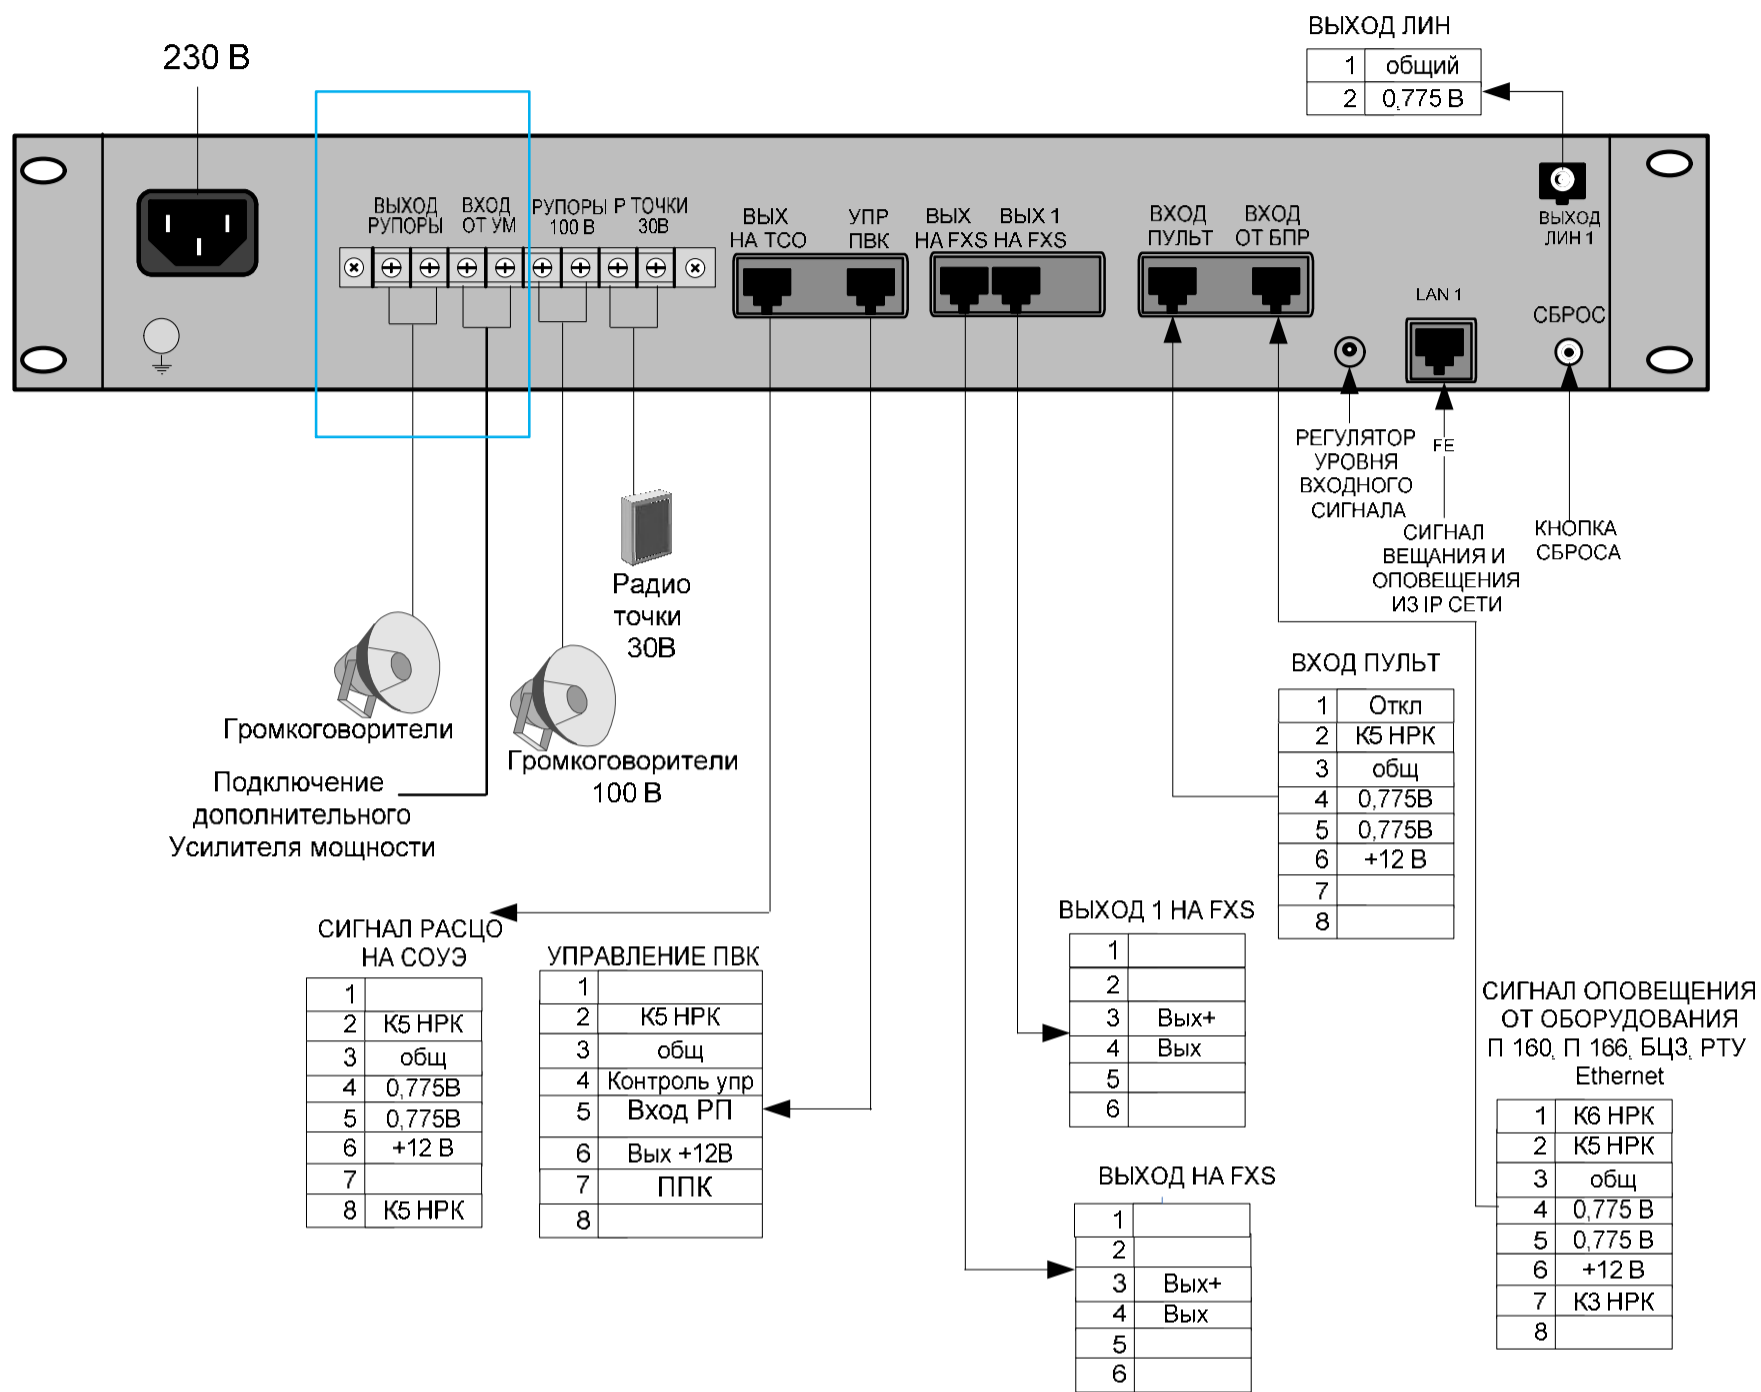 230 В
ВЫХОД ЛИН
1 общий
2 0,775 В
ВЫХОД
РУПОРЫ
ВХОД
ОТ УМ
РУПОРЫ
100 В
Р ТОЧКИ
30В
ВЫХ
НА ТСО
УПР
ПВК
ВЫХ
НА FXS
ВЫХ 1
НА FXS
ВХОД
ПУЛЬТ
ВХОД
ОТ БПР
ВЫХОД
ЛИН 1
LAN 1
СБРОС
РЕГУЛЯТОР
УРОВНЯ
ВХОДНОГО
СИГНАЛА
FE
СИГНАЛ
ВЕЩАНИЯ И
ОПОВЕЩЕНИЯ
ИЗ IP СЕТИ
КНОПКА
СБРОСА
Радио
точки
30В
Громкоговорители
Громкоговорители
100 В
Подключение
дополнительного
Усилителя мощности
ВХОД ПУЛЬТ
1 Откл
2 К5 НРК
3 общ
4 0,775В
5 0,775В
6 +12 В
7
8
СИГНАЛ РАСЦО
НА СОУЭ
1
2 К5 НРК
3 общ
4 0,775В
5 0,775В
6 +12 В
7
8 К5 НРК
УПРАВЛЕНИЕ ПВК
1
2 К5 НРК
3 общ
4 Контроль упр
5 Вход РП
6 Вых +12В
7 ППК
8
ВЫХОД 1 НА FXS
1
2
3 Вых+
4 Вых
5
6
ВЫХОД НА FXS
1
2
3 Вых+
4 Вых
5
6
СИГНАЛ ОПОВЕЩЕНИЯ
ОТ ОБОРУДОВАНИЯ
П 160, П 166, БЦЗ, РТУ
Ethernet
1 К6 НРК
2 К5 НРК
3 общ
4 0,775 В
5 0,775 В
6 +12 В
7 К3 НРК
8